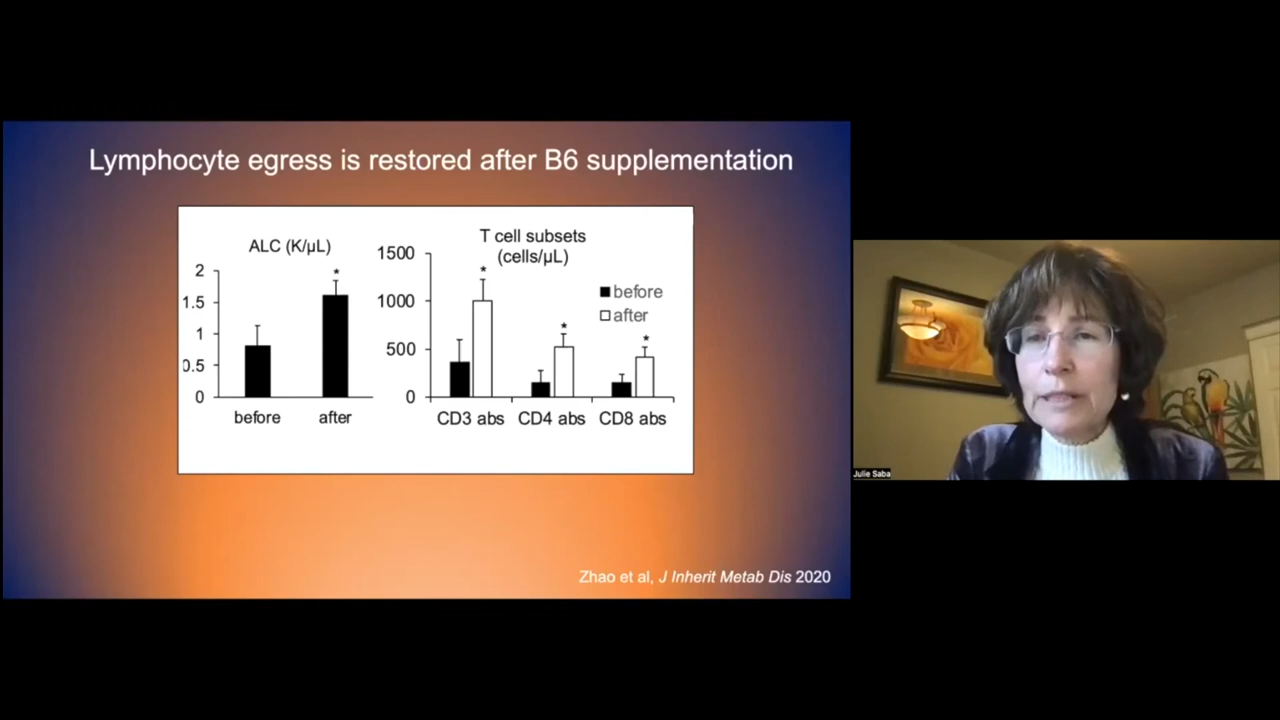 Lymphocyte egress is restored after B6 supplementation
ALC (K/µL)
2
1.5
1
0.5
0
before
after
*
T cell subsets
(cells/µL)
1500
1000
500
0
*
*
*
before
after
CD3 abs
CD4 abs
CD8 abs
Zhao et al, J Inherit Metab Dis 2020
Julie Saba